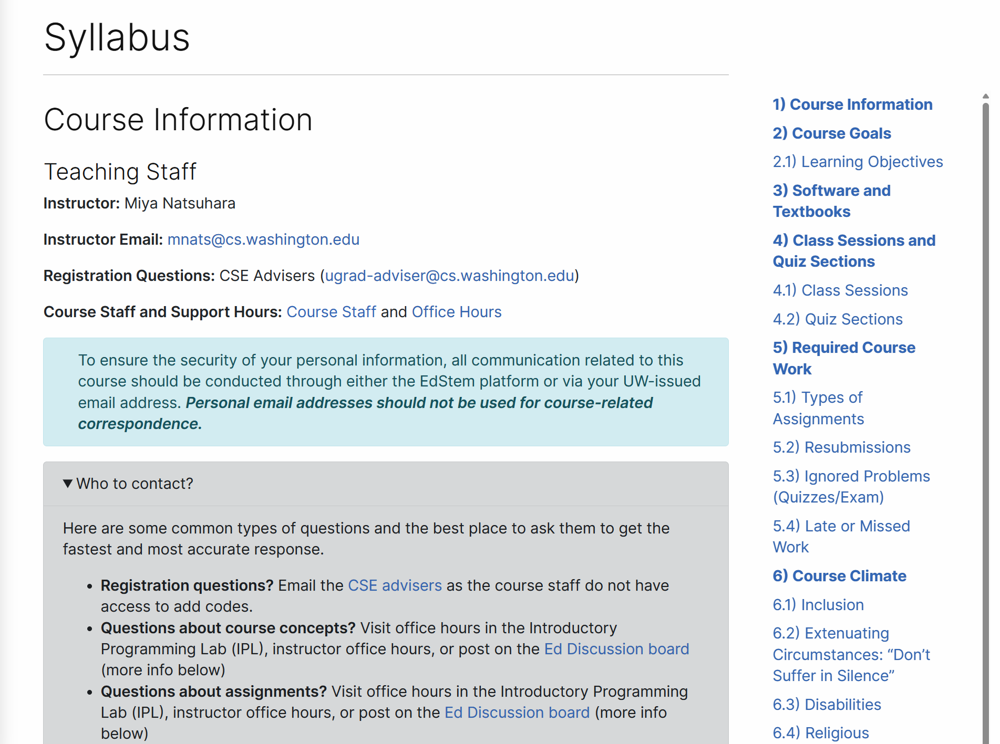 Syllabus
Course Information
Teaching Staff
Instructor: Miya Natsuhara
Instructor Email: mnats@cs.washington.edu
Registration Questions: CSE Advisers (ugrad-adviser@cs.washington.edu)
Course Staff and Support Hours: Course Staff and Office Hours
To ensure the security of your personal information, all communication related to this
course should be conducted through either the EdStem platform or via your UW-issued
email address. Personal email addresses should not be used for course-related
correspondence.
▼ Who to contact?
Here are some common types of questions and the best place to ask them to get the
fastest and most accurate response.
• Registration questions? Email the CSE advisers as the course staff do not have
access to add codes.
• Questions about course concepts? Visit office hours in the Introductory
Programming Lab (IPL), instructor office hours, or post on the Ed Discussion board
(more info below)
• Questions about assignments? Visit office hours in the Introductory Programming
Lab (IPL), instructor office hours, or post on the Ed Discussion board (more info
below)
1) Course Information
2) Course Goals
2.1) Learning Objectives
3) Software and
Textbooks
4) Class Sessions and
Quiz Sections
4.1) Class Sessions
4.2) Quiz Sections
5) Required Course
Work
5.1) Types of
Assignments
5.2) Resubmissions
5.3) Ignored Problems
(Quizzes/Exam)
5.4) Late or Missed
Work
6) Course Climate
6.1) Inclusion
6.2) Extenuating
Circumstances: “Don’t
Suffer in Silence”
6.3) Disabilities
6.4) Religious